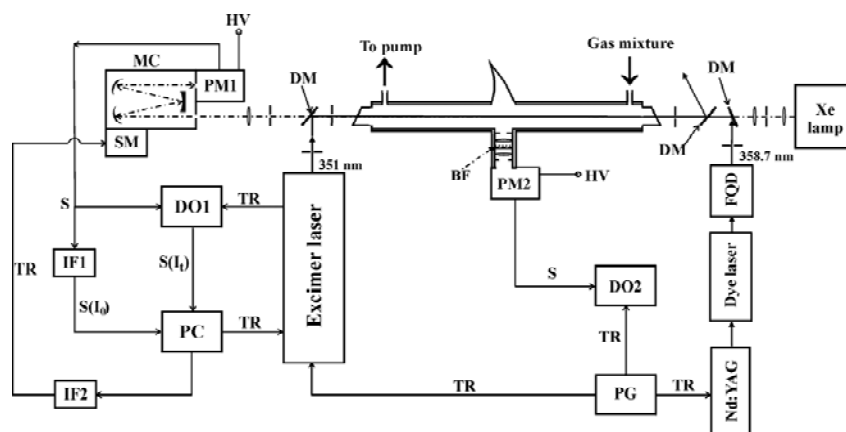 HV
MC
PM1
SM
DM
To pump
Gas mixture
DM
DM
Xe
lamp
351 nm
358.7 nm
BF
PM2
HV
FQD
S
DO1
TR
TR
IF1
S(Iₜ)
S(I₀)
PC
TR
Excimer laser
S
DO2
Dye laser
TR
IF2
TR
PG
TR
Nd:YAG